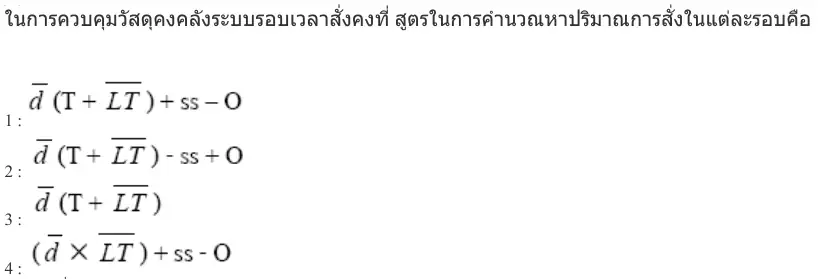 ในการควบคุมวัสดุคงคลังระบบรอบเวลาสั่งคงที่ สูตรในการคำนวณหาปริมาณการสั่งในแต่ละรอบคือ
1 : d̅ (T + L̅T̅ ) + ss – O
2 : d̅ (T + L̅T̅ ) - ss + O
3 : d̅ (T + L̅T̅ )
4 : ( d̅ × L̅T̅ ) + ss - O